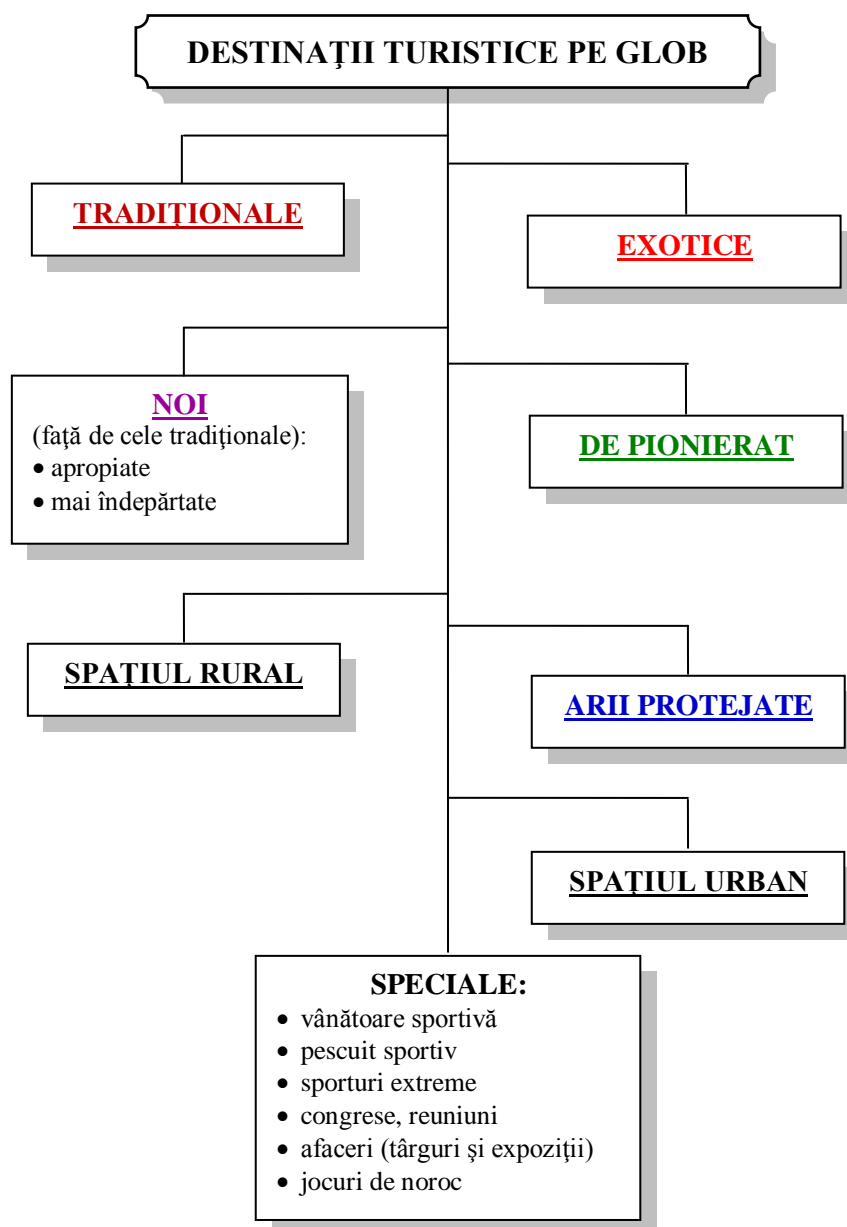 DESTINAŢII TURISTICE PE GLOB
TRADIŢIONALE
EXOTICE
NOI
(faţă de cele tradiţionale):
• apropiate
• mai îndepărtate
DE PIONIERAT
SPAŢIUL RURAL
ARII PROTEJATE
SPAŢIUL URBAN
SPECIALE:
• vânătoare sportivă
• pescuit sportiv
• sporturi extreme
• congrese, reuniuni
• afaceri (târguri şi expoziţii)
• jocuri de noroc